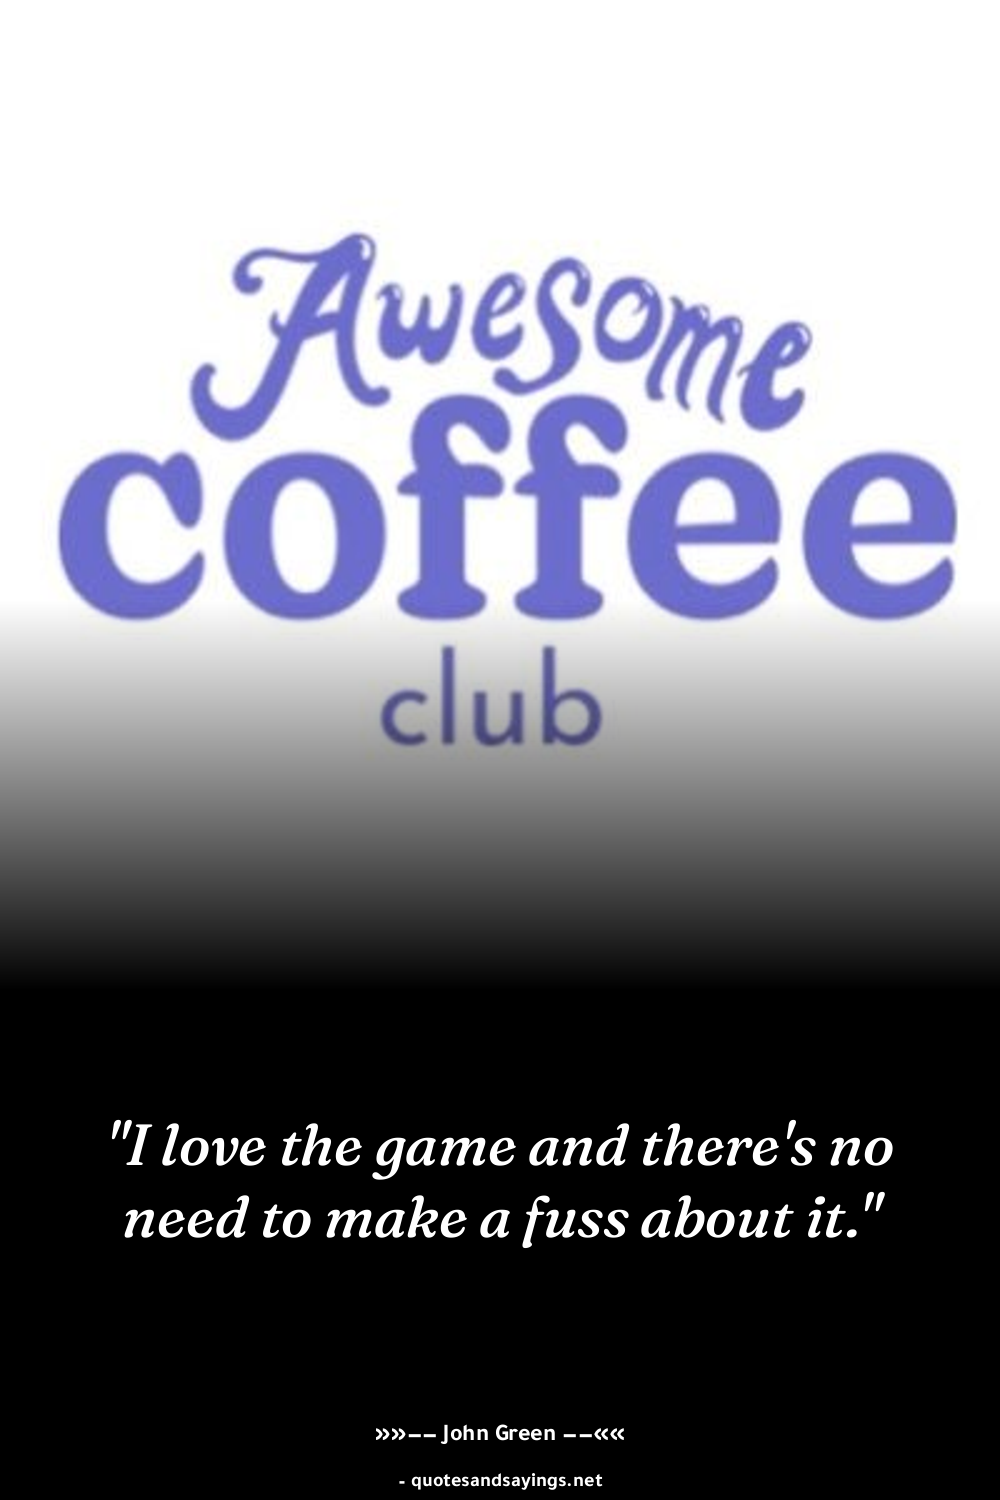 Awesome
coffee
club
"I love the game and there's no
need to make a fuss about it."
»»–– John Green ––««
- quotesandsayings.net